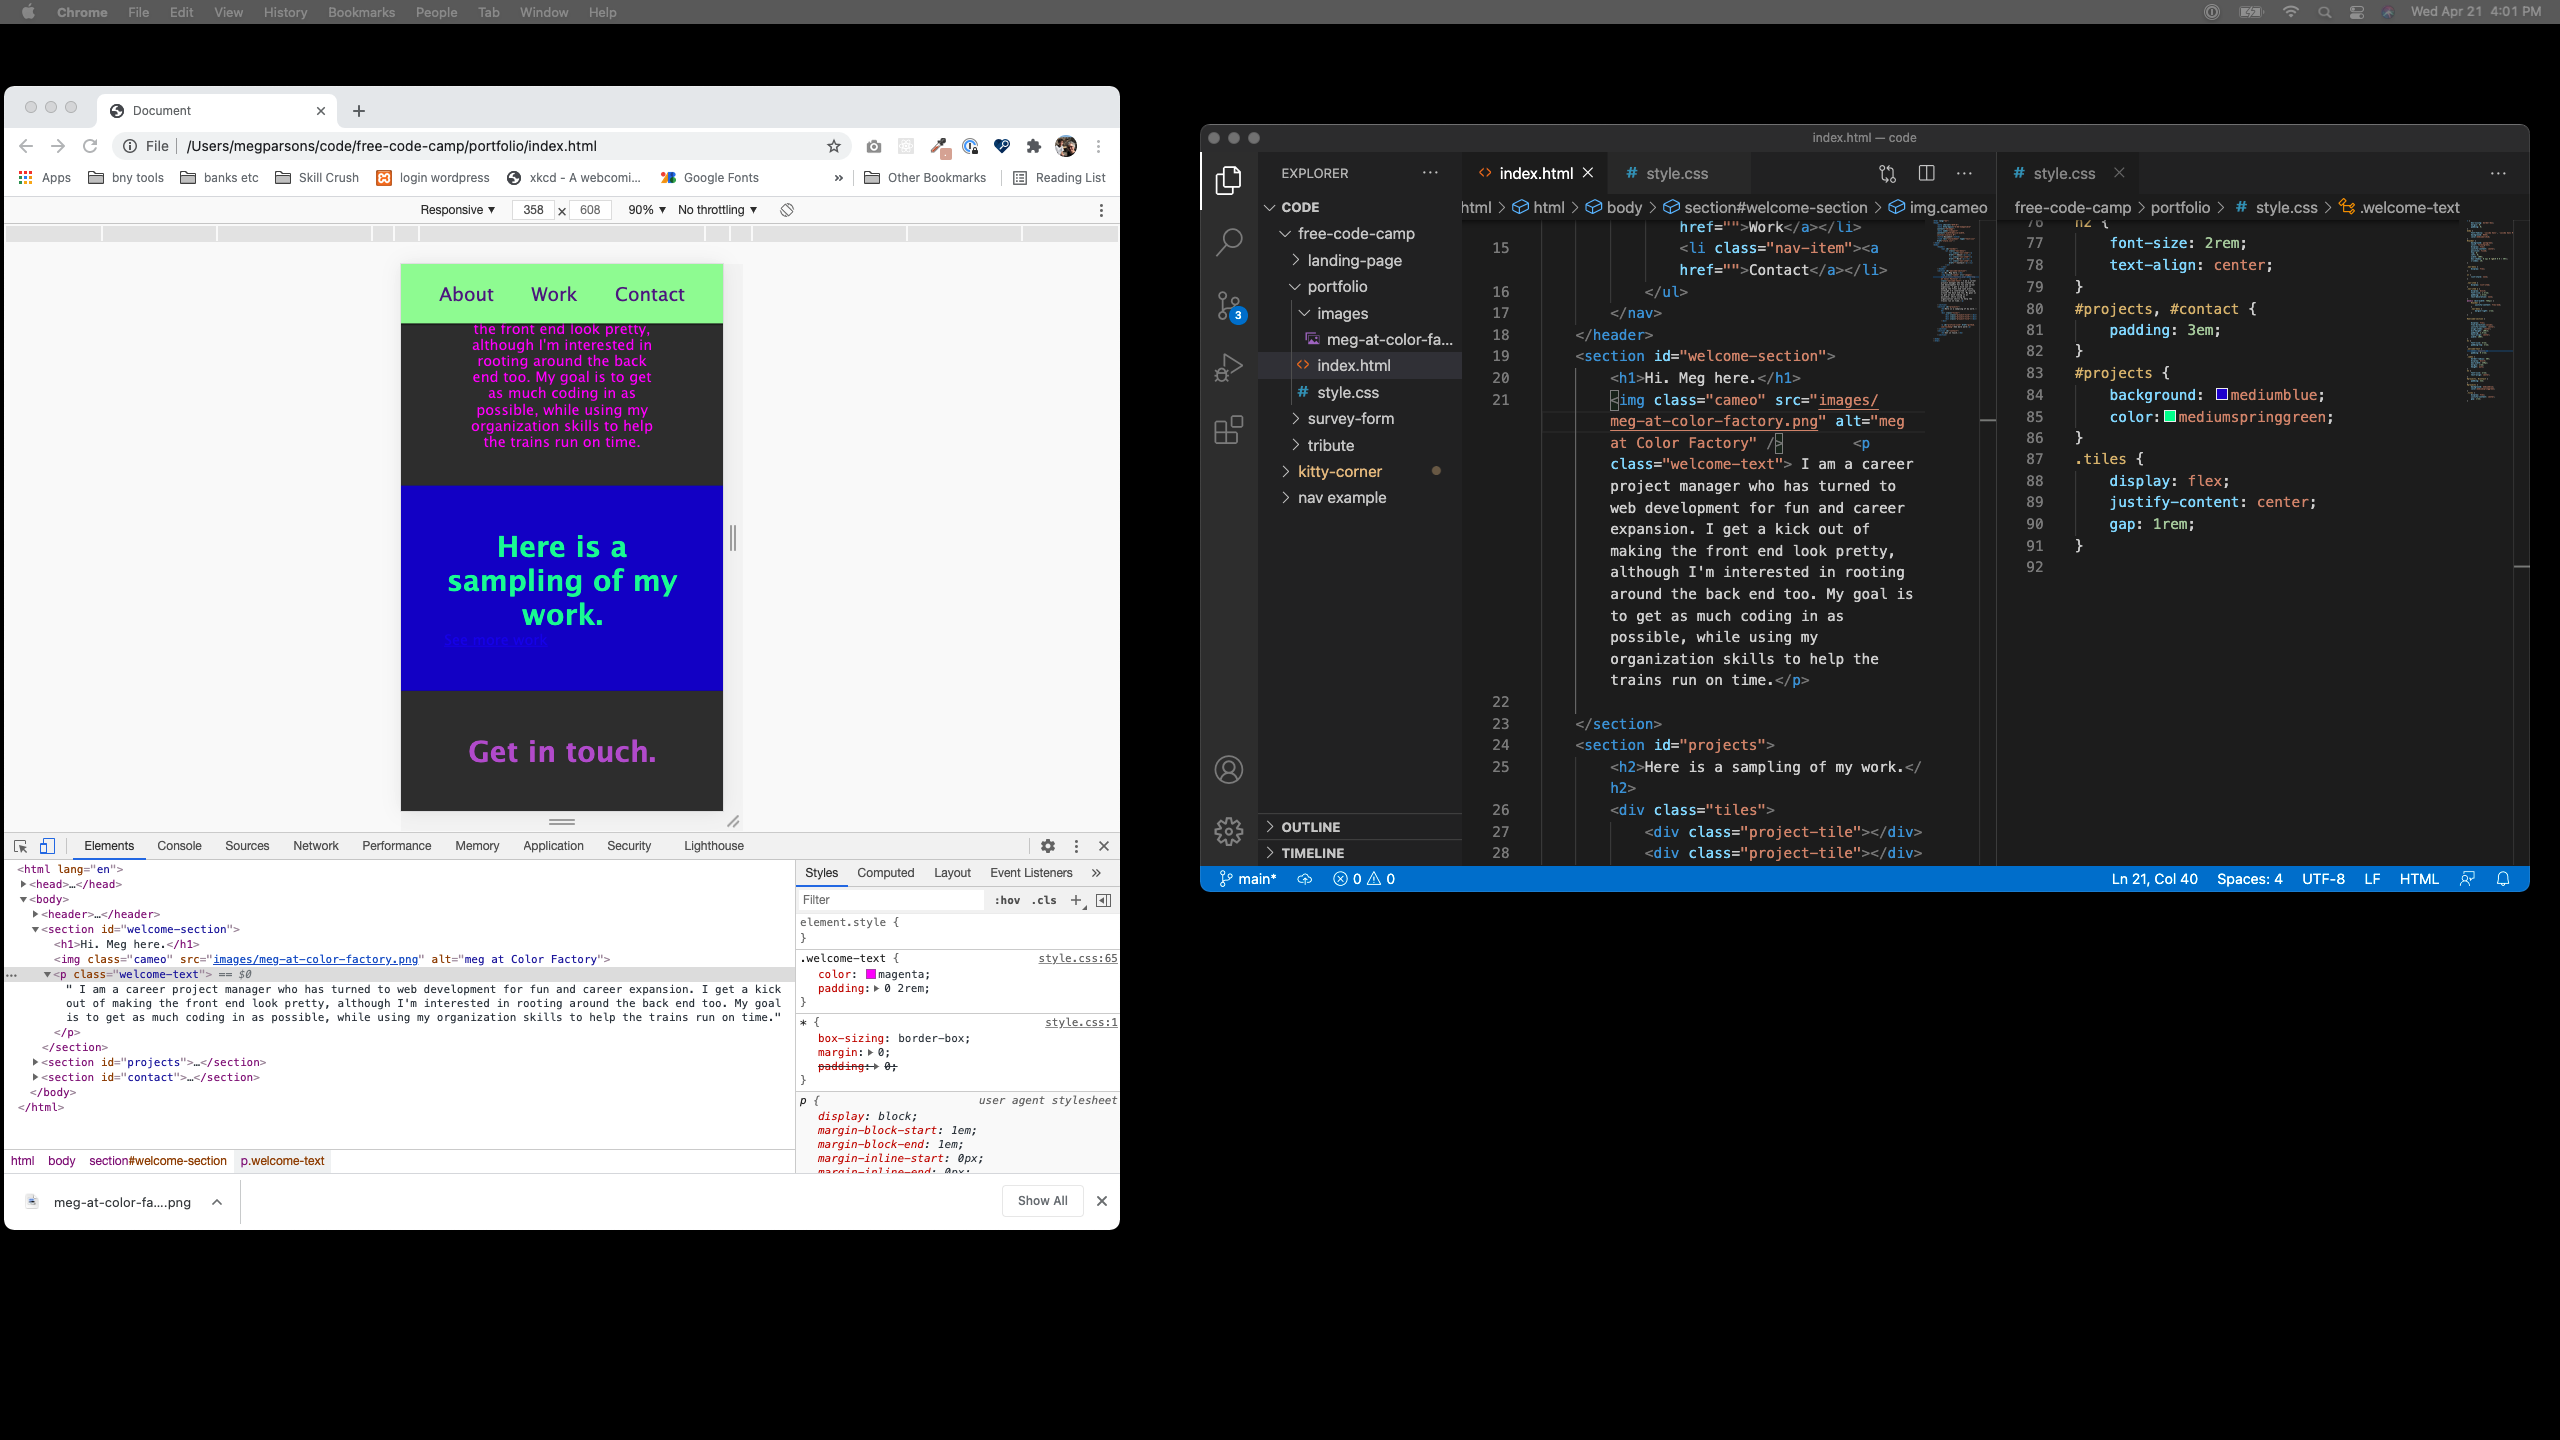 Chrome File Edit View History Bookmarks People Tab Window Help
Wed Apr 21 4:01 PM
Document
File /Users/megparsons/code/free-code-camp/portfolio/index.html
Apps bny tools banks etc Skill Crush login wordpress xkcd - A webcomi... Google Fonts » Other Bookmarks Reading List
Responsive ▼ 358 x 608 90% ▼ No throttling ▼
About Work Contact
the front end look pretty,
although I'm interested in
rooting around the back
end too. My goal is to get
as much coding in as
possible, while using my
organization skills to help
the trains run on time.
Here is a
sampling of my
work.
Get in touch.
Elements Console Sources Network Performance Memory Application Security Lighthouse
<html lang="en">
<head>…</head>
<body>
<header>…</header>
<section id="welcome-section">
<h1>Hi. Meg here.</h1>
<img class="cameo" src="images/meg-at-color-factory.png" alt="meg at Color Factory">
<p class="welcome-text"> == $0
" I am a career project manager who has turned to web development for fun and career expansion. I get a kick
out of making the front end look pretty, although I'm interested in rooting around the back end too. My goal
is to get as much coding in as possible, while using my organization skills to help the trains run on time."
</p>
</section>
<section id="projects">…</section>
<section id="contact">…</section>
</body>
</html>
html body section#welcome-section p.welcome-text
Styles Computed Layout Event Listeners »
Filter :hov .cls +
element.style {
}
.welcome-text { style.css:65
color: magenta;
padding: 0 2rem;
}
* { style.css:1
box-sizing: border-box;
margin: 0;
padding: 0;
}
p { user agent stylesheet
display: block;
margin-block-start: 1em;
margin-block-end: 1em;
margin-inline-start: 0px;
margin-inline-end: 0px;
meg-at-color-fa....png
Show All
index.html — code
EXPLORER
CODE
free-code-camp
landing-page
portfolio
images
meg-at-color-fa...
index.html
style.css
survey-form
tribute
kitty-corner
nav example
OUTLINE
TIMELINE
3
index.html style.css
html > html > body > section#welcome-section > img.cameo
href="">Work</a></li>
15 <li class="nav-item"><a
href="">Contact</a></li>
16 </ul>
17 </nav>
18 </header>
19 <section id="welcome-section">
20 <h1>Hi. Meg here.</h1>
21 <img class="cameo" src="images/
meg-at-color-factory.png" alt="meg
at Color Factory" /> <p
class="welcome-text"> I am a career
project manager who has turned to
web development for fun and career
expansion. I get a kick out of
making the front end look pretty,
although I'm interested in rooting
around the back end too. My goal is
to get as much coding in as
possible, while using my
organization skills to help the
trains run on time.</p>
22
23 </section>
24 <section id="projects">
25 <h2>Here is a sampling of my work.</
h2>
26 <div class="tiles">
27 <div class="project-tile"></div>
28 <div class="project-tile"></div>
style.css
free-code-camp > portfolio > style.css > .welcome-text
76 h2 {
77 font-size: 2rem;
78 text-align: center;
79 }
80 #projects, #contact {
81 padding: 3em;
82 }
83 #projects {
84 background: mediumblue;
85 color: mediumspringgreen;
86 }
87 .tiles {
88 display: flex;
89 justify-content: center;
90 gap: 1rem;
91 }
92
main* 0 0 Ln 21, Col 40 Spaces: 4 UTF-8 LF HTML